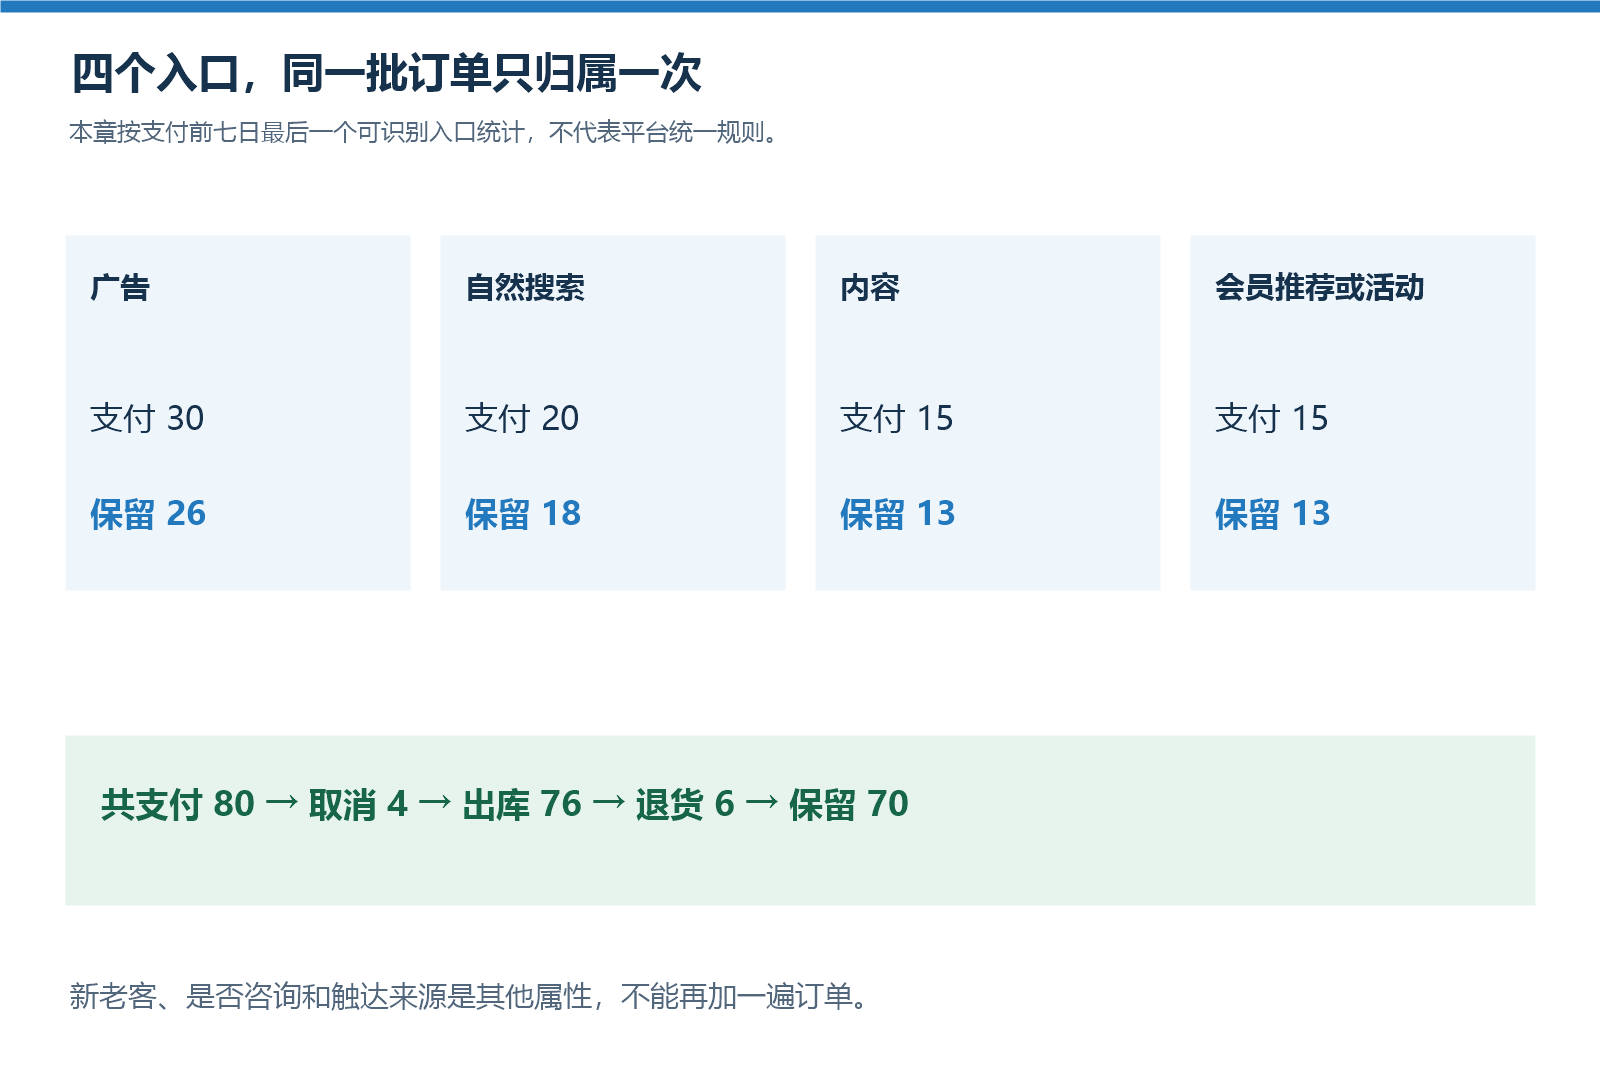 四个入口，同一批订单只归属一次
本章按支付前七日最后一个可识别入口统计，不代表平台统一规则。
广告
支付 30
保留 26
自然搜索
支付 20
保留 18
内容
支付 15
保留 13
会员推荐或活动
支付 15
保留 13
共支付 80 → 取消 4 → 出库 76 → 退货 6 → 保留 70
新老客、是否咨询和触达来源是其他属性，不能再加一遍订单。